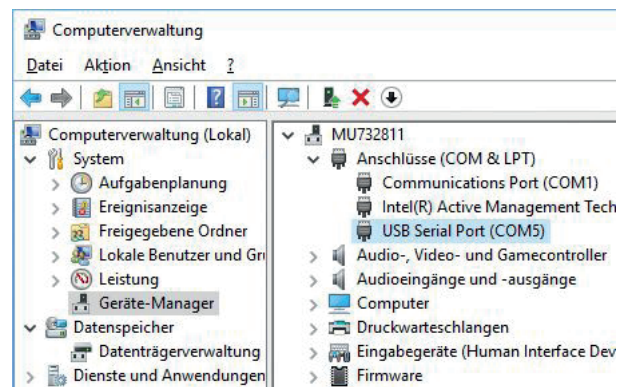 Computerverwaltung
Datei Aktion Ansicht ?
Computerverwaltung (Lokal)
System
Aufgabenplanung
Ereignisanzeige
Freigegebene Ordner
Lokale Benutzer und Gru
Leistung
Geräte-Manager
Datenspeicher
Datenträgerverwaltung
Dienste und Anwendungen
MU732811
Anschlüsse (COM & LPT)
Communications Port (COM1)
Intel(R) Active Management Tech
USB Serial Port (COM5)
Audio-, Video- und Gamecontroller
Audioeingänge und -ausgänge
Computer
Druckwarteschlangen
Eingabegeräte (Human Interface Dev
Firmware